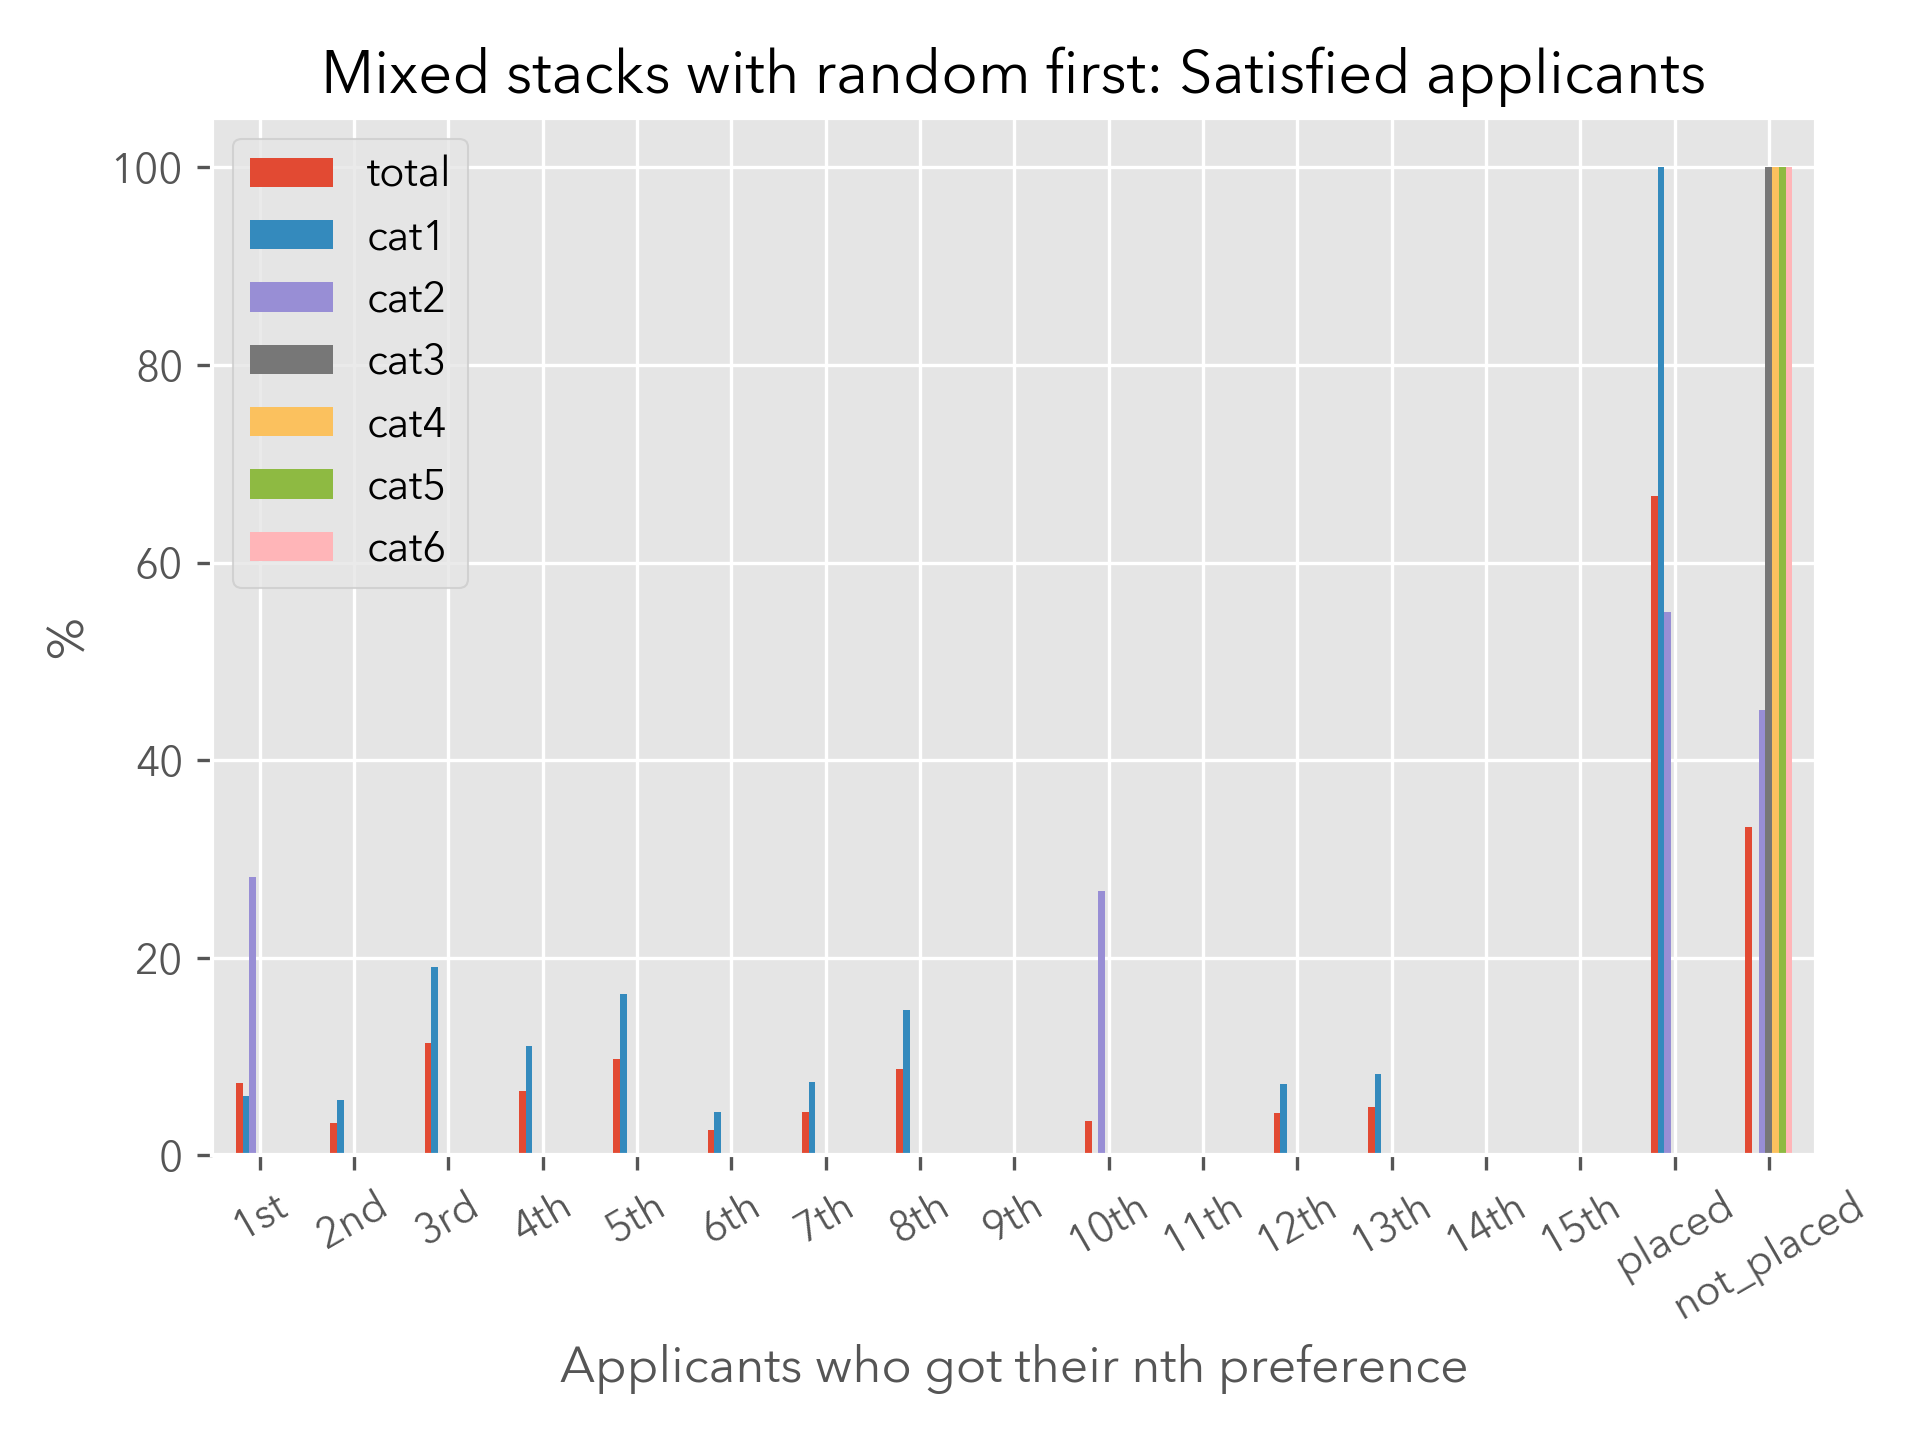 Mixed stacks with random first: Satisfied applicants
total
cat1
cat2
cat3
cat4
cat5
cat6
100
80
60
40
20
0
%
1st 2nd 3rd 4th 5th 6th 7th 8th 9th 10th 11th 12th 13th 14th 15th placed not_placed
Applicants who got their nth preference